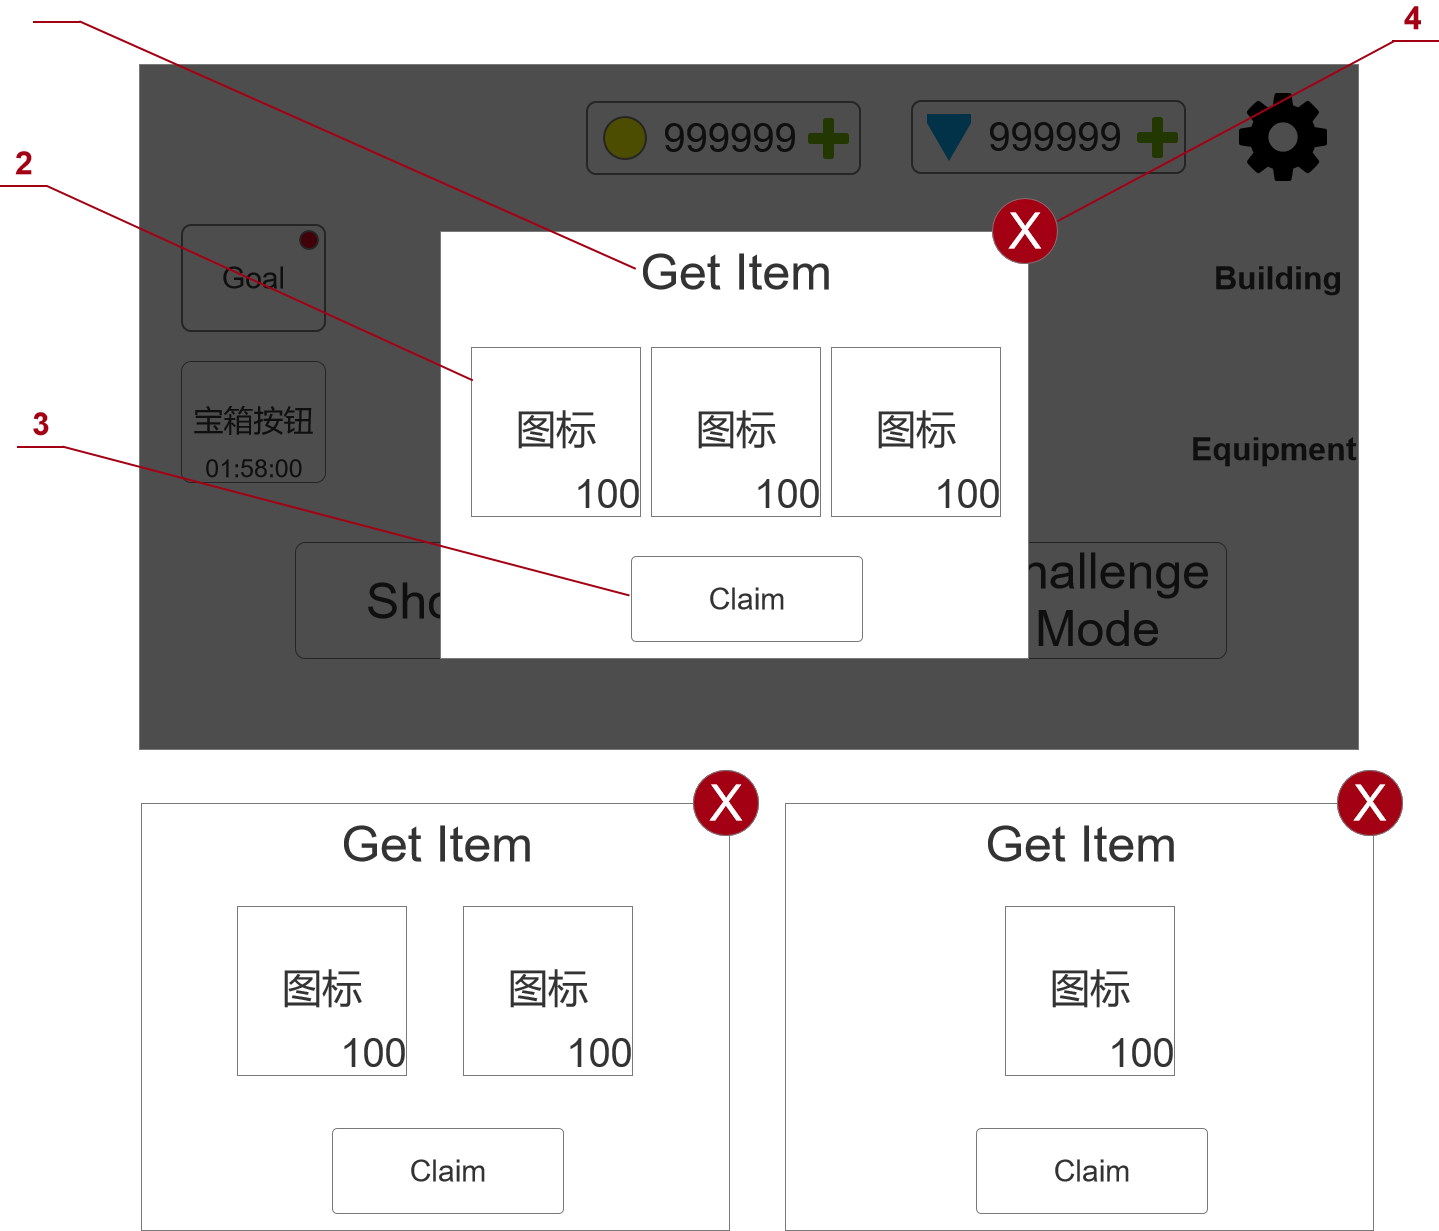 4
999999
999999
2
X
Get Item
Goal
Building
图标
图标
图标
宝箱按钮
3
Equipment
01:58:00
100
100
100
Claim
Sho
hallenge
Mode
X
X
Get Item
Get Item
图标
图标
图标
100
100
100
Claim
Claim